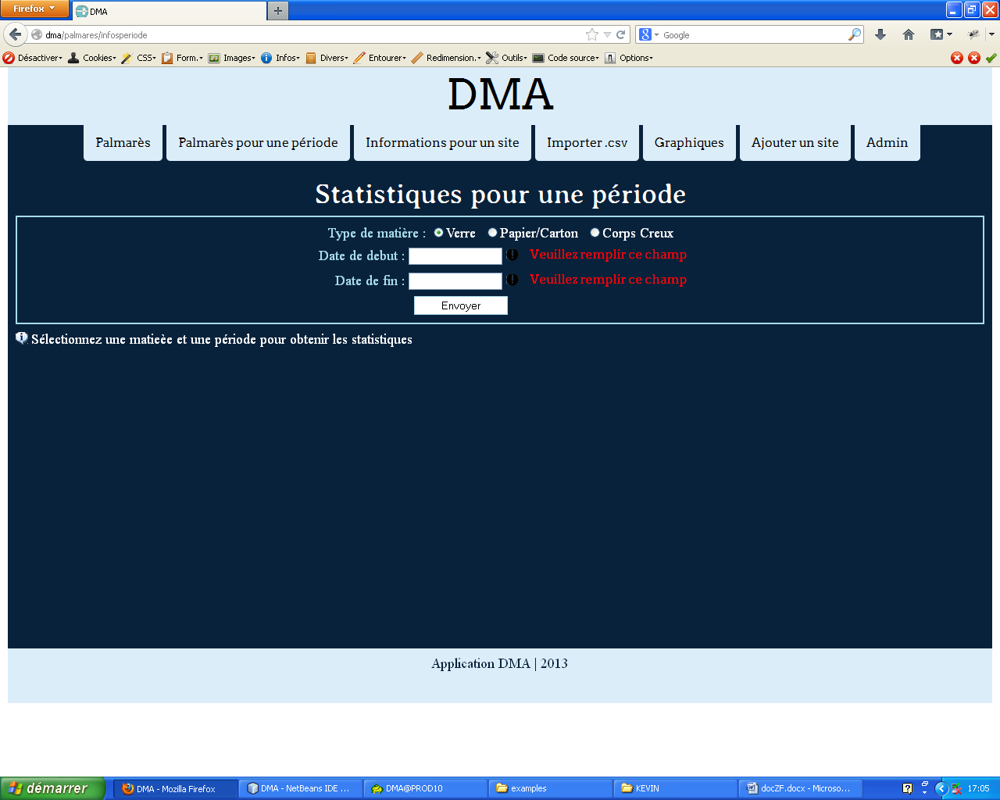 Firefox
DMA
dma/palmares/infosperiode
Google
Désactiver Cookies CSS Form. Images Infos Divers Entourer Redimension. Outils Code source Options
DMA
Palmarès Palmarès pour une période Informations pour un site Importer .csv Graphiques Ajouter un site Admin
Statistiques pour une période
Type de matière : Verre Papier/Carton Corps Creux
Date de debut : Veuillez remplir ce champ
Date de fin : Veuillez remplir ce champ
Envoyer
Sélectionnez une matieèe et une période pour obtenir les statistiques
Application DMA | 2013
démarrer DMA - Mozilla Firefox DMA - NetBeans IDE ... DMA@PROD10 examples KEVIN docZF.docx - Microso... 17:05